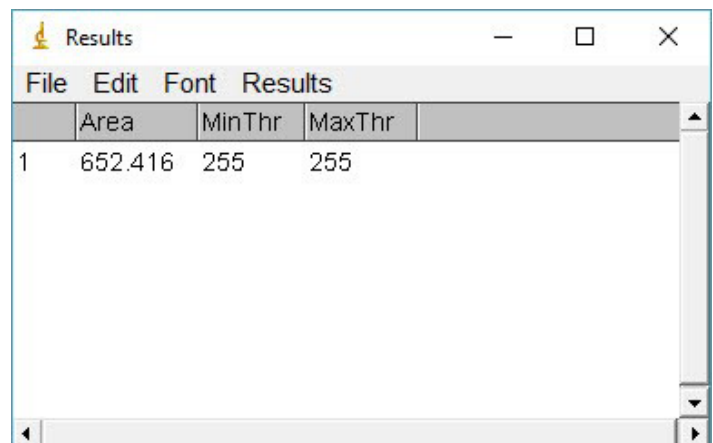 Results
File Edit Font Results
Area MinThr MaxThr
1 652.416 255 255